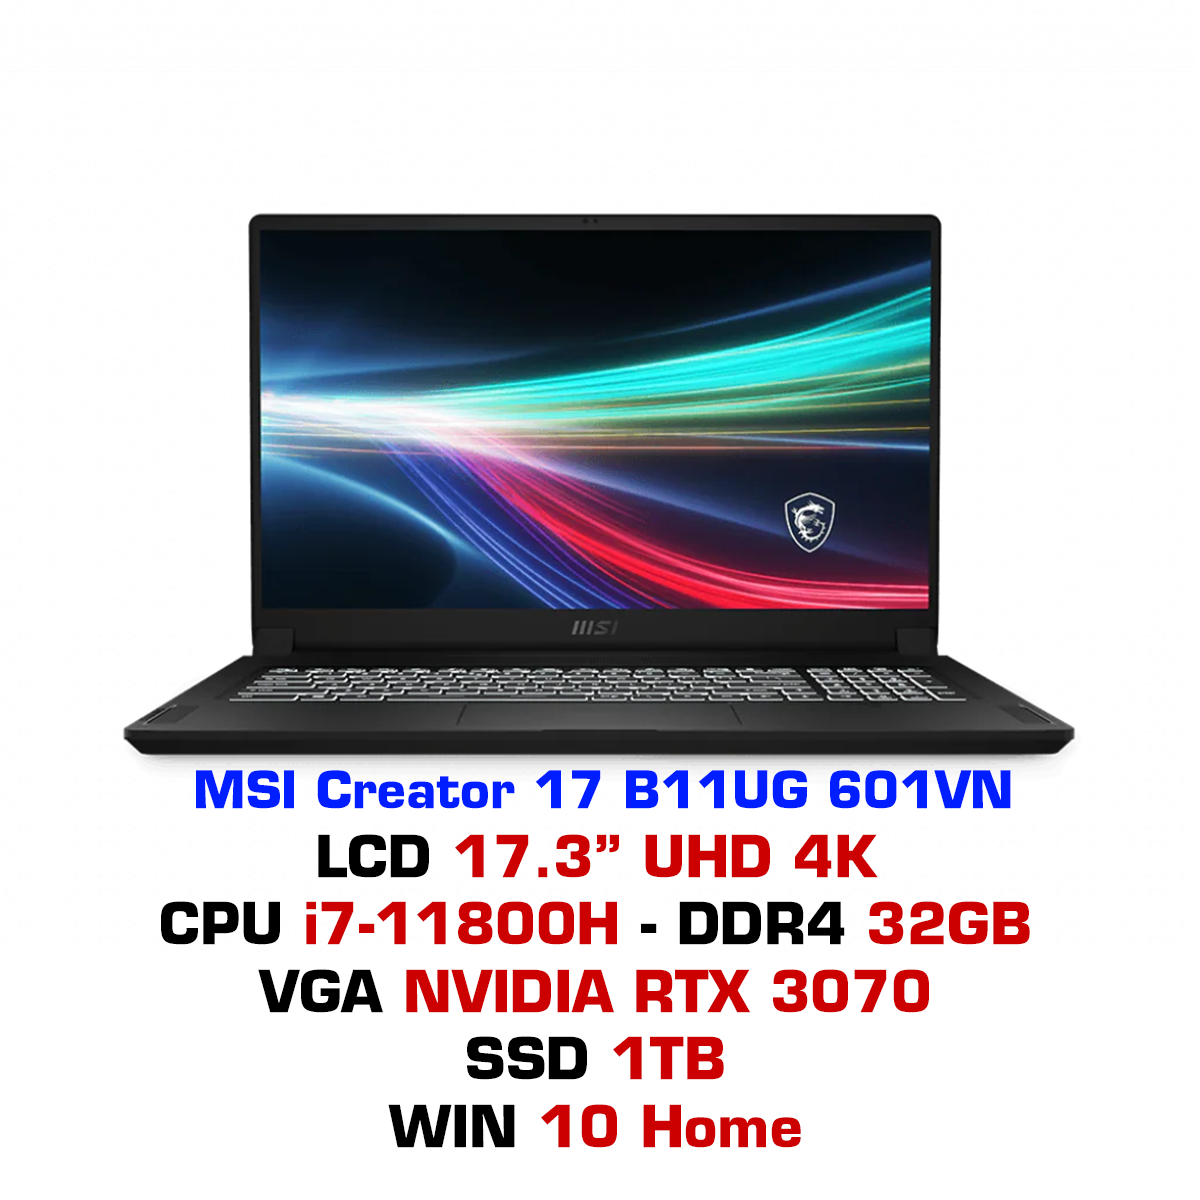 msi
MSI Creator 17 B11UG 601VN
LCD 17.3” UHD 4K
CPU i7-11800H - DDR4 32GB
VGA NVIDIA RTX 3070
SSD 1TB
WIN 10 Home